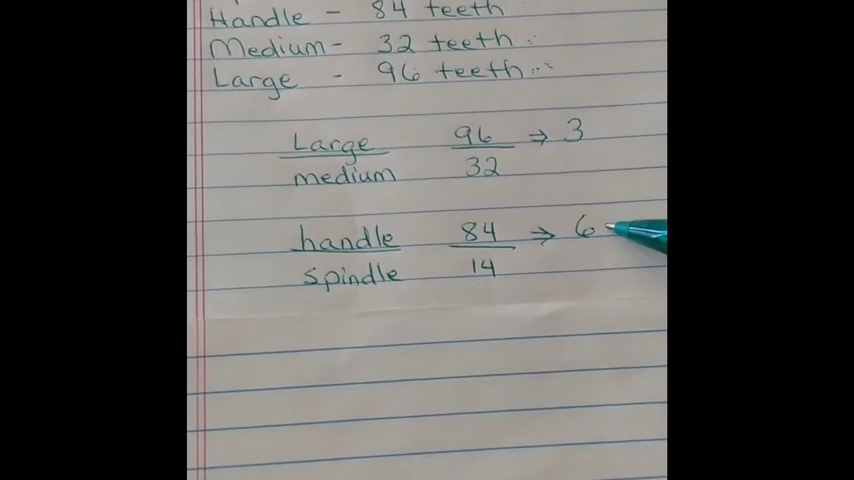 Handle - 84 teeth
Medium- 32 teeth
Large - 96 teeth
Large 96 → 3
medium 32
handle 84 → 6
spindle 14